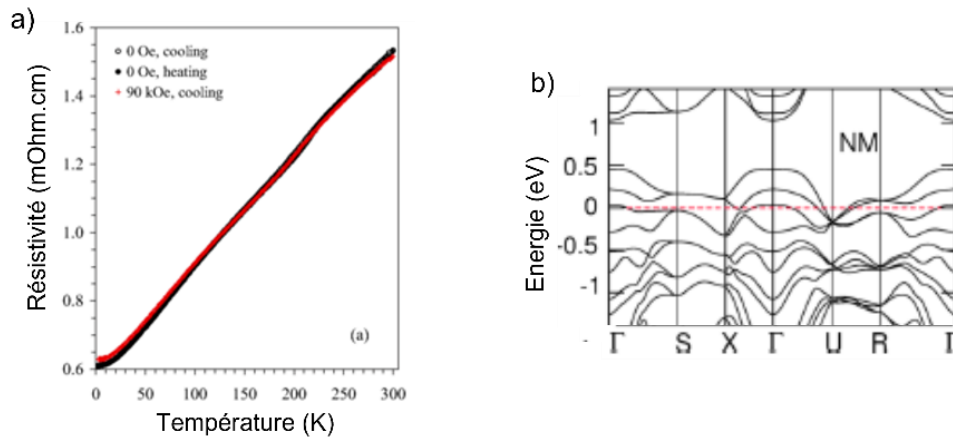 a)
Résistivité (mOhm.cm)
1.6
1.4
1.2
1.0
0.8
0.6
0 Oe, cooling
0 Oe, heating
90 kOe, cooling
(a)
0 50 100 150 200 250 300
Température (K)
b)
Energie (eV)
1
0.5
0
-0.5
-1
NM
Γ S X Γ U R Γ